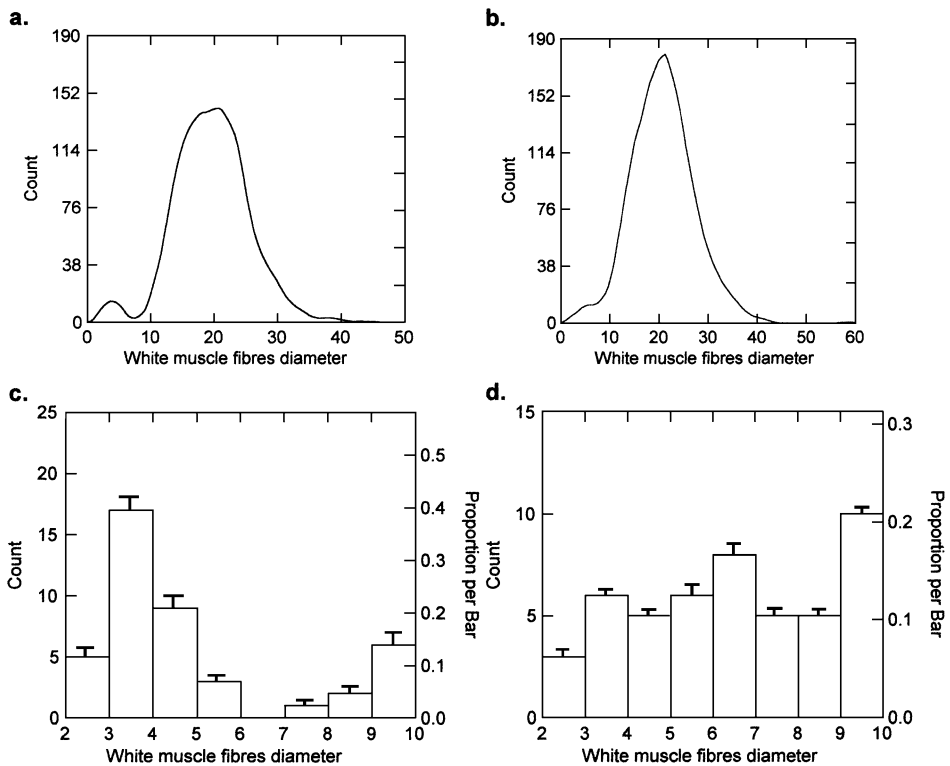 a.
190
152
114
76
38
0
Count
0 10 20 30 40 50
White muscle fibres diameter
b.
190
152
114
76
38
0
Count
0 10 20 30 40 50 60
White muscle fibres diameter
c.
25
20
15
10
5
0
Count
0.5
0.4
0.3
0.2
0.1
0.0
Proportion per Bar
2 3 4 5 6 7 8 9 10
White muscle fibres diameter
d.
15
10
5
0
Count
0.3
0.2
0.1
0.0
Proportion per Bar
2 3 4 5 6 7 8 9 10
White muscle fibres diameter